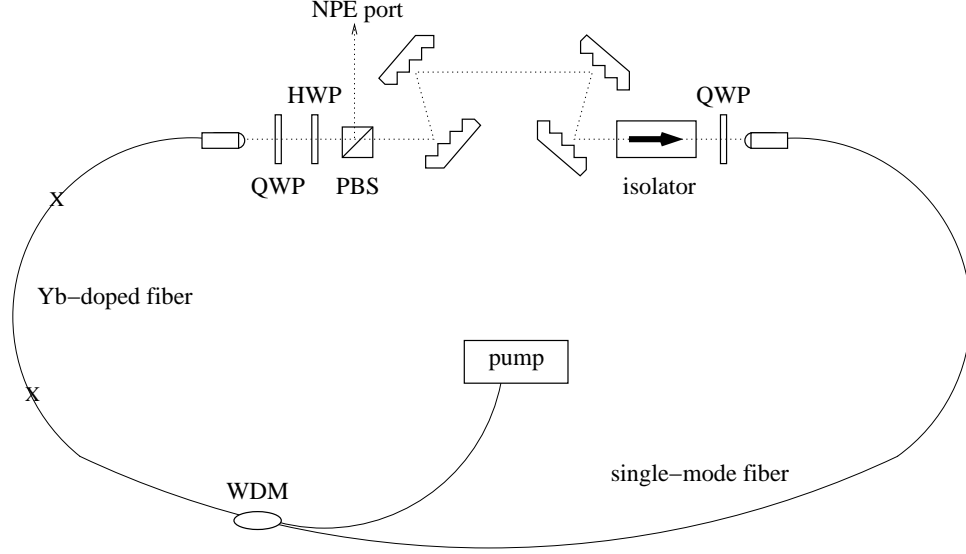 NPE port
HWP
QWP
QWP
PBS
isolator
X
Yb−doped fiber
pump
X
single−mode fiber
WDM